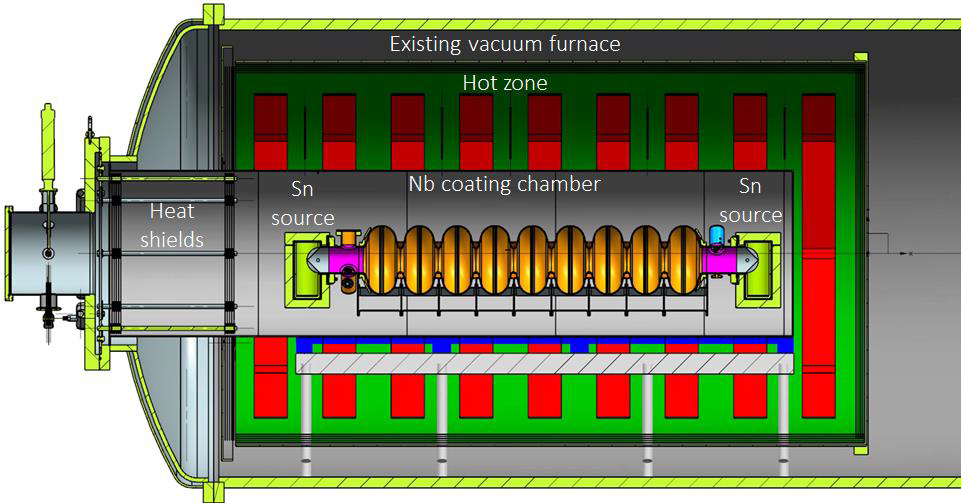 Existing vacuum furnace
Hot zone
Nb coating chamber
Sn
source
Sn
source
Heat
shields
x